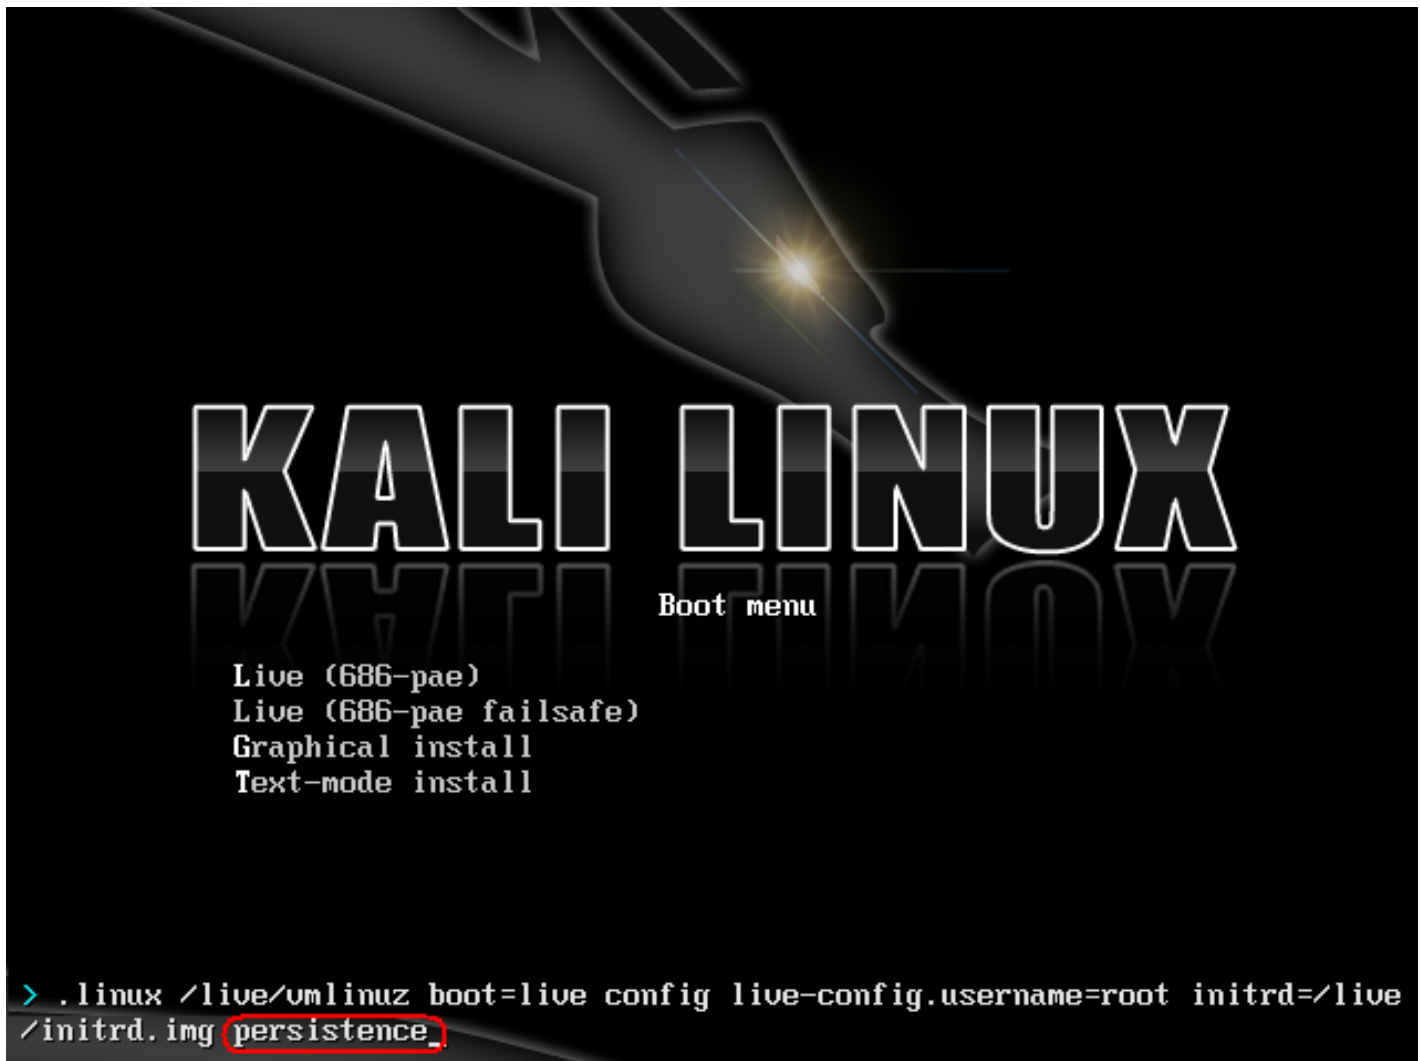 KALI LINUX
Boot menu
Live (686-pae)
Live (686-pae failsafe)
Graphical install
Text-mode install
> .linux /live/vmlinuz boot=live config live-config.username=root initrd=/live
/initrd.img persistence_